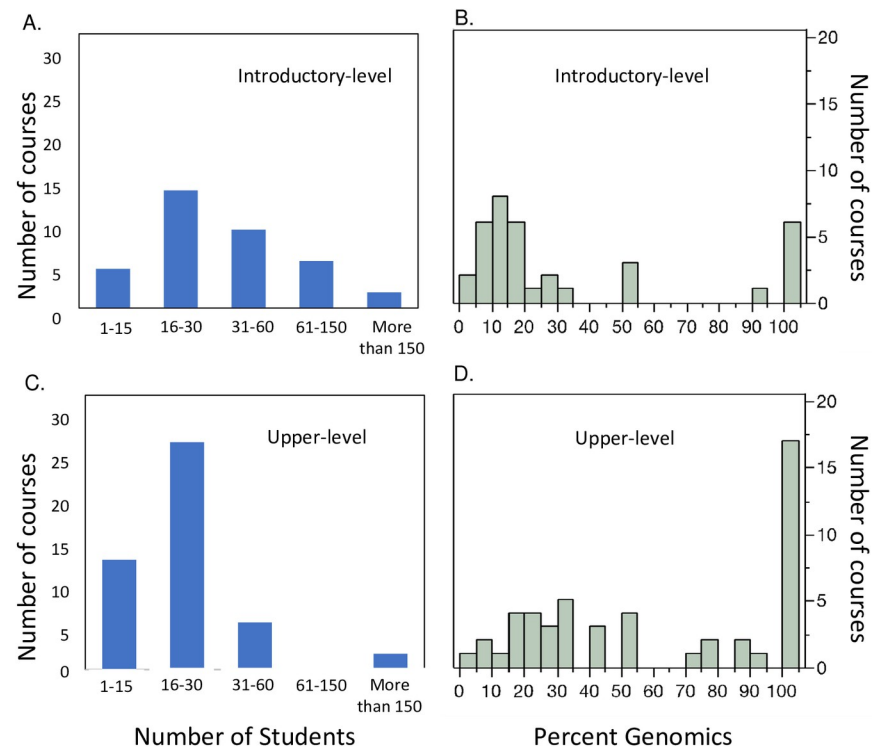 A.
Introductory-level
Number of courses
30
25
20
15
10
5
0
1-15 16-30 31-60 61-150 More
than 150
B.
Introductory-level
Number of courses
20
15
10
5
0
0 10 20 30 40 50 60 70 80 90 100
C.
Upper-level
Number of courses
30
25
20
15
10
5
0
1-15 16-30 31-60 61-150 More
than 150
Number of Students
D.
Upper-level
Number of courses
20
15
10
5
0
0 10 20 30 40 50 60 70 80 90 100
Percent Genomics